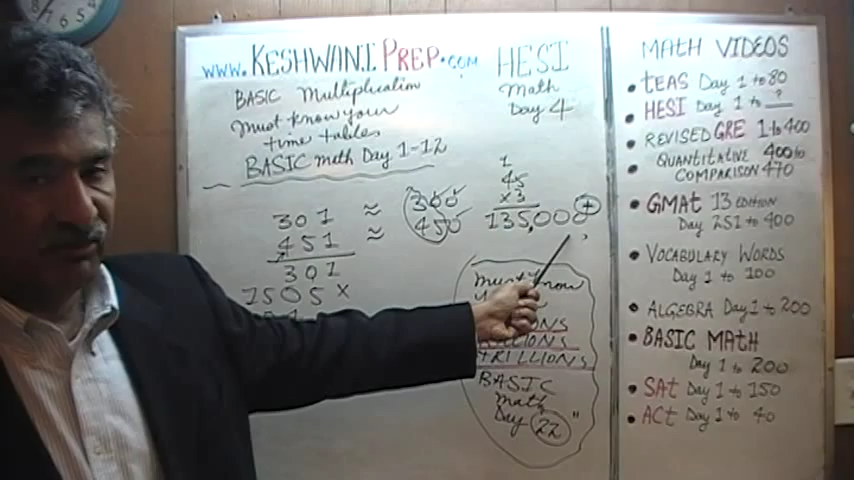 www.KESHWANIPREP.com
BASIC Multiplication
Must know your
time tables
BASIC math Day 1-12
HESI
Math
Day 4
301 ≈ 300
451 ≈ 450
301
1505 x
1
45
x3
135,000+
Must know
TRILLIONS
BASIC
Math
Day 22"
MATH VIDEOS
• TEAS Day 1 to 80
• HESI Day 1 to ?
• REVISED GRE 1 to 400
• QUANTITATIVE 400 to
COMPARISON 470
• GMAT 13 EDITION
Day 251 to 400
• VOCABULARY WORDS
Day 1 to 100
• ALGEBRA Day 1 to 200
• BASIC MATH
Day 1 to 200
• SAT Day 1 to 150
• ACT Day 1 to 40